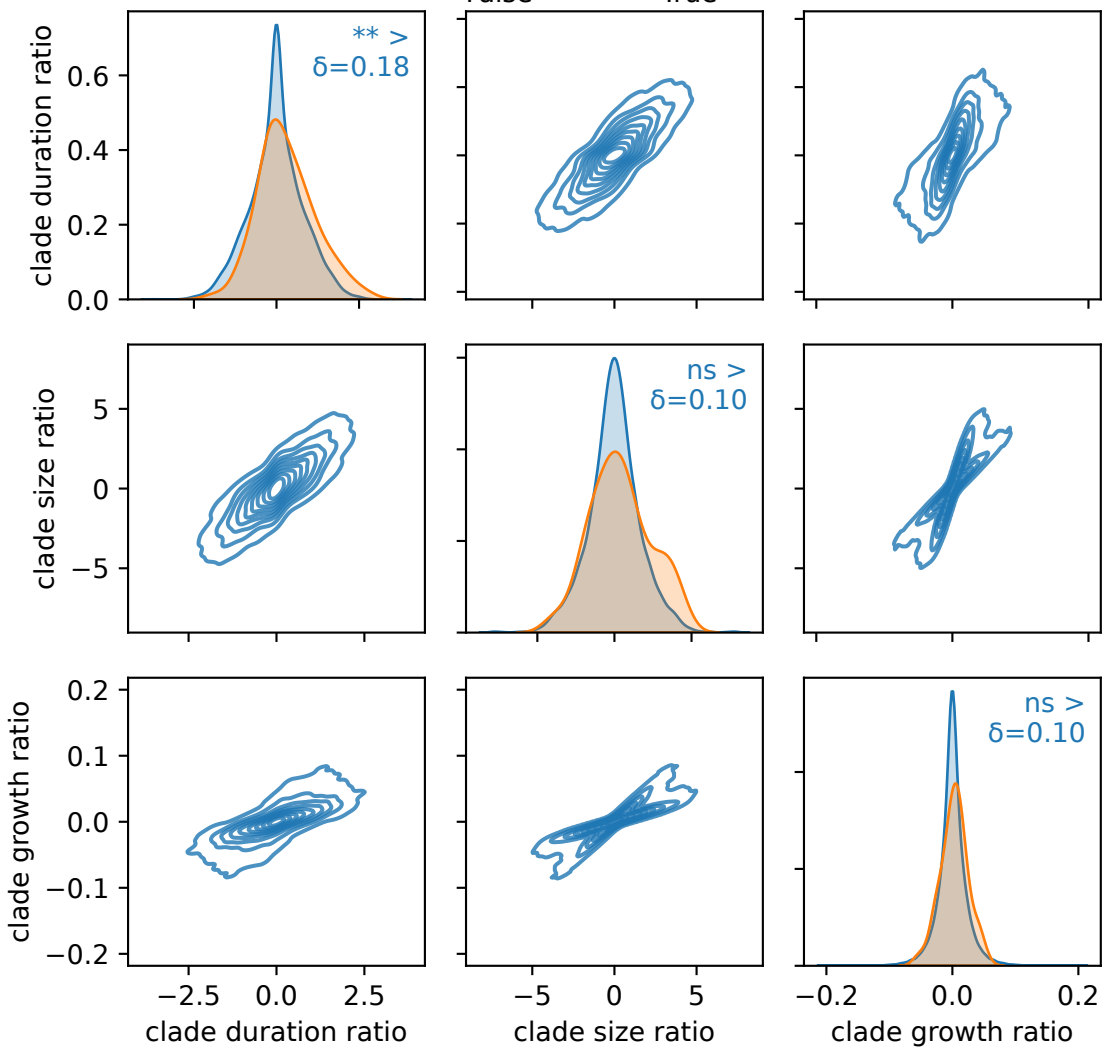 clade duration ratio
0.6
0.4
0.2
0.0
** >
δ=0.18
clade size ratio
5
0
−5
ns >
δ=0.10
clade growth ratio
0.2
0.1
0.0
−0.1
−0.2
ns >
δ=0.10
−2.5 0.0 2.5
−5 0 5
−0.2 0.0 0.2
clade duration ratio
clade size ratio
clade growth ratio